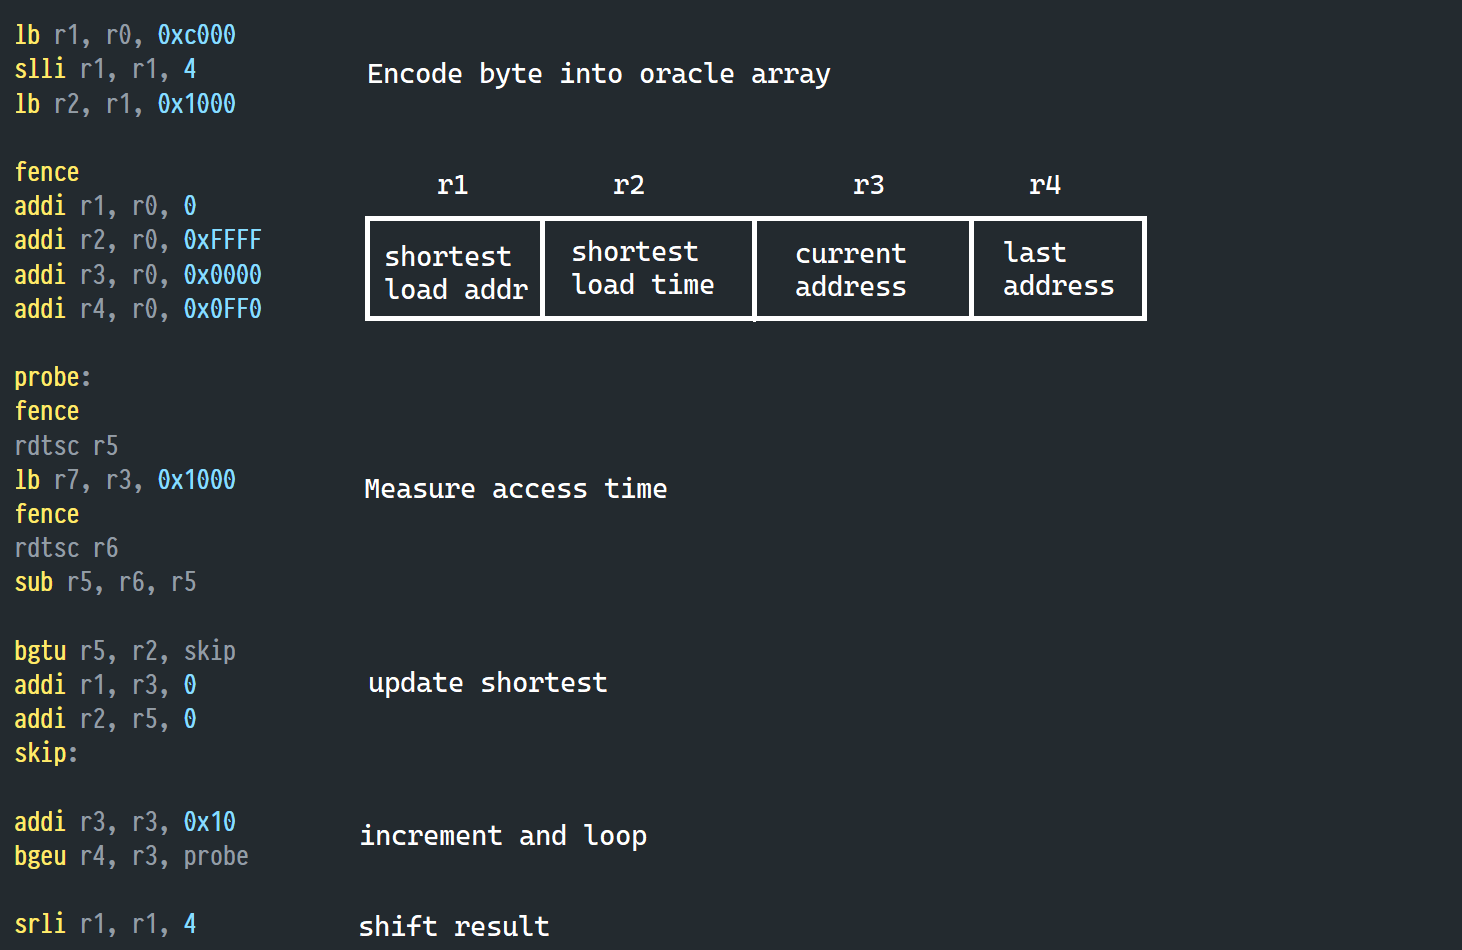 lb r1, r0, 0xc000
slli r1, r1, 4
lb r2, r1, 0x1000
Encode byte into oracle array
fence
addi r1, r0, 0
addi r2, r0, 0xFFFF
addi r3, r0, 0x0000
addi r4, r0, 0x0FF0
r1 r2 r3 r4
shortest
load addr
shortest
load time
current
address
last
address
probe:
fence
rdtsc r5
lb r7, r3, 0x1000
fence
rdtsc r6
sub r5, r6, r5
Measure access time
bgtu r5, r2, skip
addi r1, r3, 0
addi r2, r5, 0
skip:
update shortest
addi r3, r3, 0x10
bgeu r4, r3, probe
increment and loop
srli r1, r1, 4
shift result